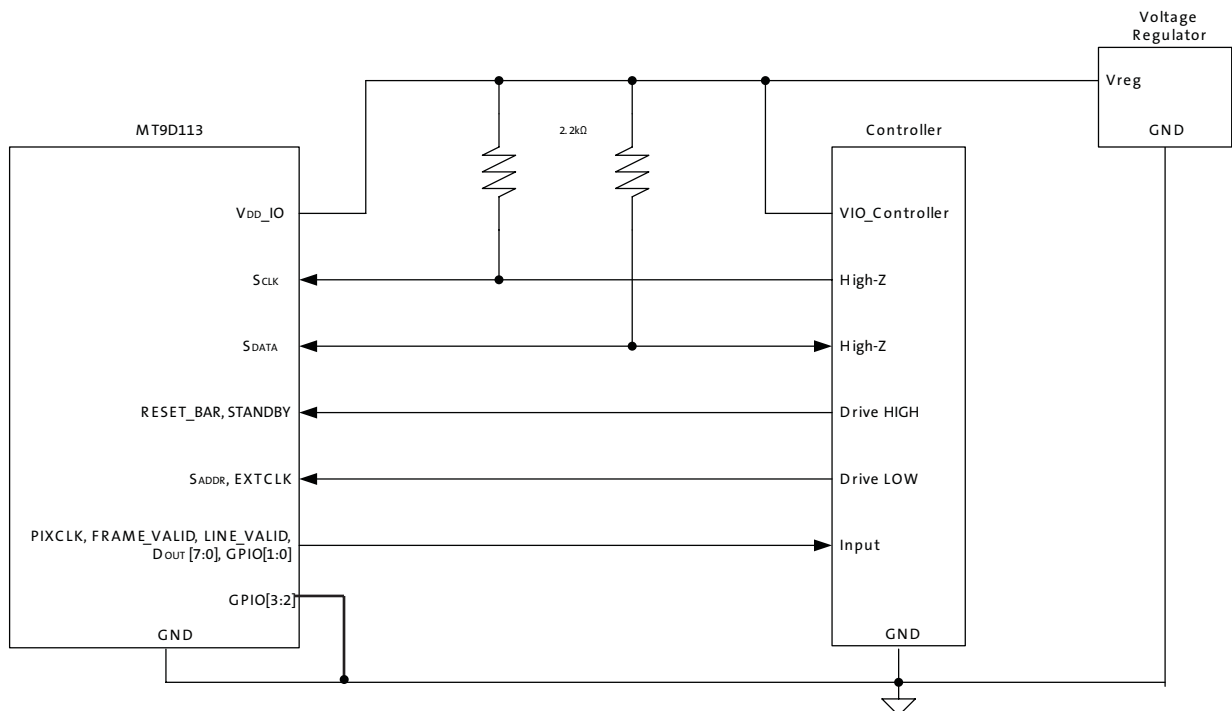 Voltage
Regulator
Vreg
GND
MT9D113
2.2kΩ
Controller
VDD_IO
VIO_Controller
SCLK
High-Z
SDATA
High-Z
RESET_BAR, STANDBY
Drive HIGH
SADDR, EXTCLK
Drive LOW
PIXCLK, FRAME_VALID, LINE_VALID,
DOUT [7:0], GPIO[1:0]
Input
GPIO[3:2]
GND
GND